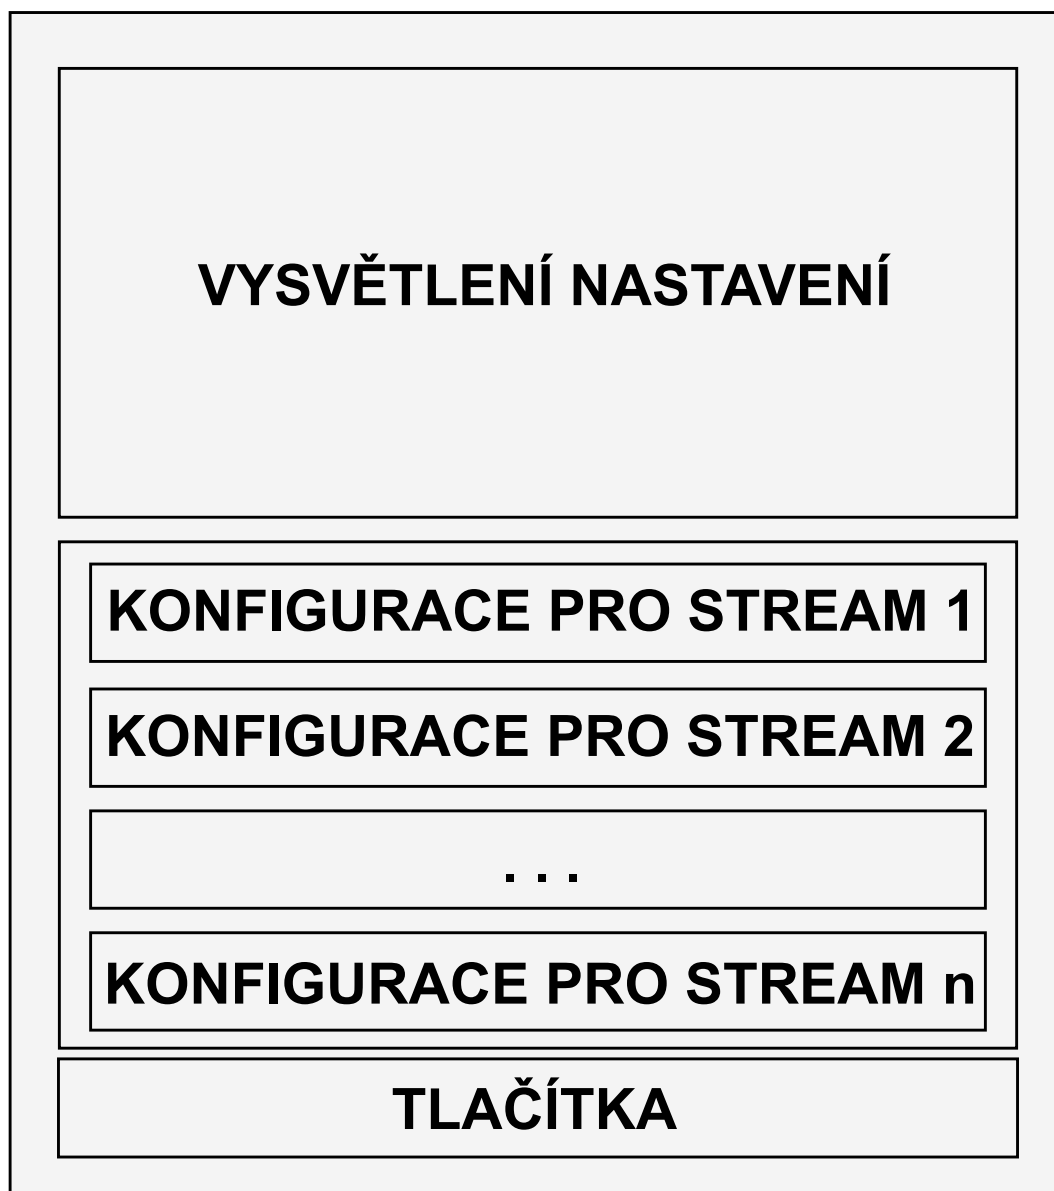 VYSVĚTLENÍ NASTAVENÍ
KONFIGURACE PRO STREAM 1
KONFIGURACE PRO STREAM 2
. . .
KONFIGURACE PRO STREAM n
TLAČÍTKA